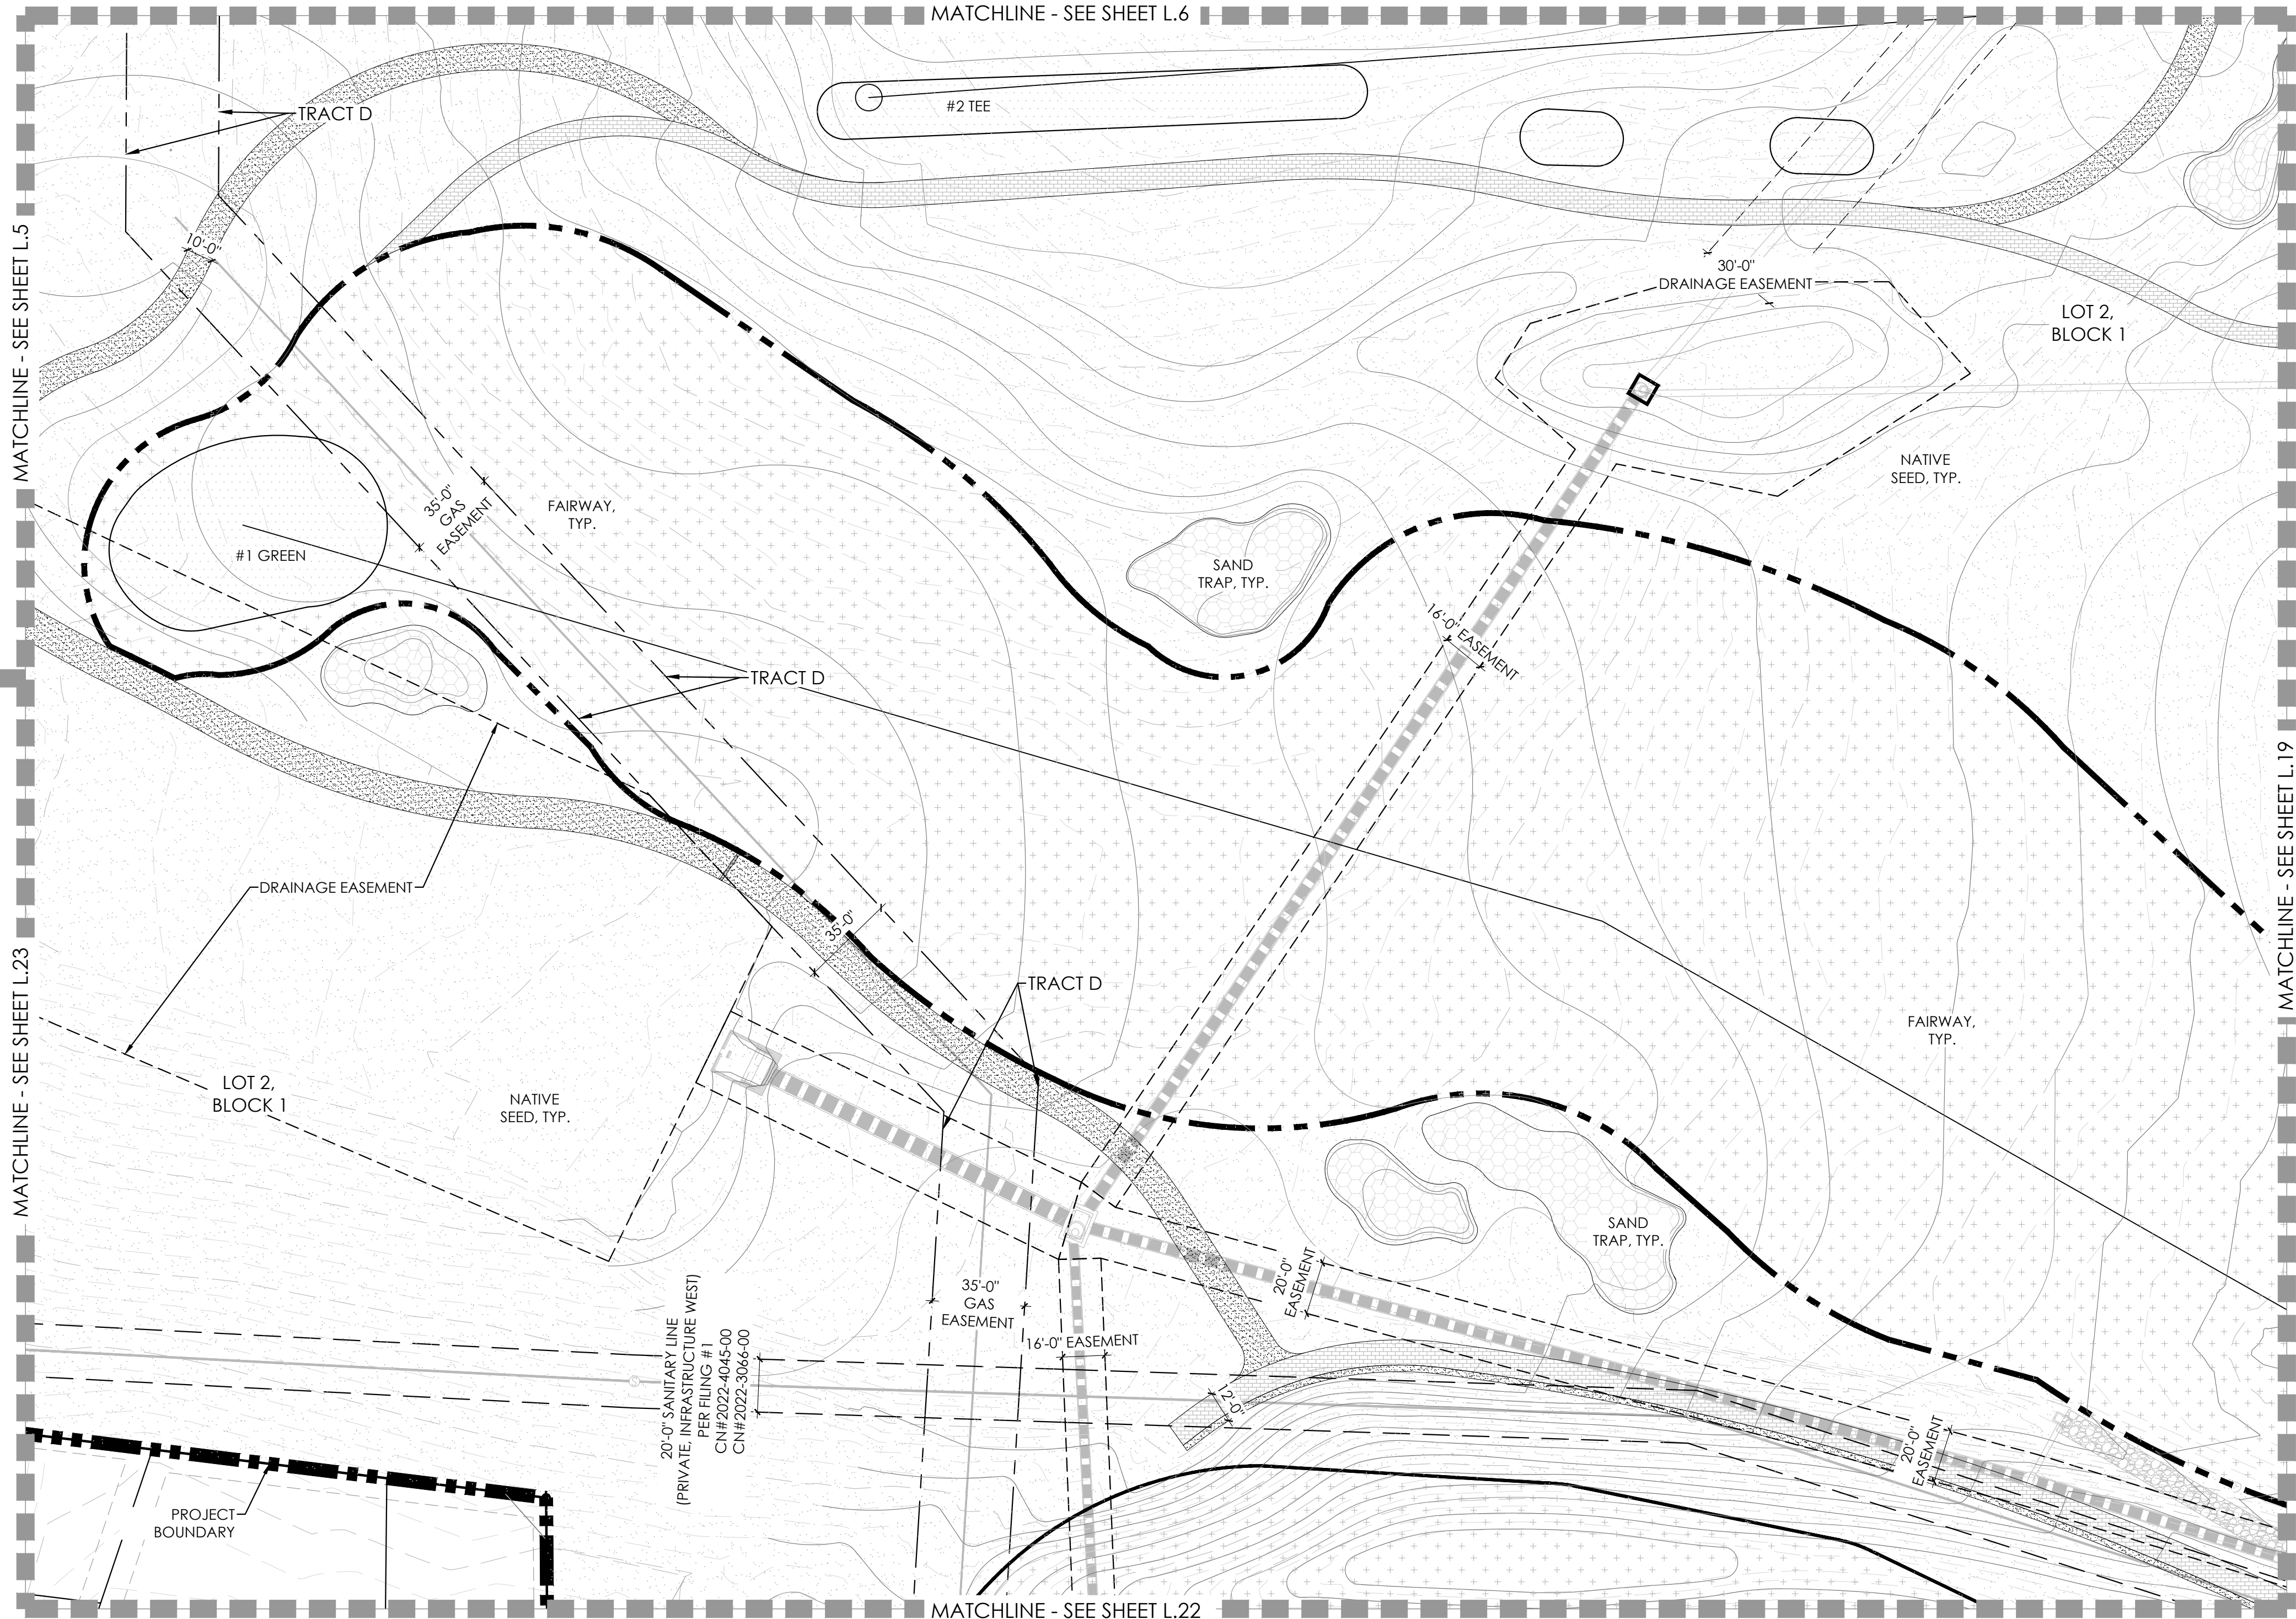 MATCHLINE - SEE SHEET L.6
#2 TEE
TRACT D
MATCHLINE - SEE SHEET L.5
10'-0"
30'-0"
DRAINAGE EASEMENT
LOT 2,
BLOCK 1
NATIVE
SEED, TYP.
35'-0"
GAS
EASEMENT
FAIRWAY,
TYP.
#1 GREEN
SAND
TRAP, TYP.
16'-0" EASEMENT
TRACT D
MATCHLINE - SEE SHEET L.19
DRAINAGE EASEMENT
35'-0"
TRACT D
FAIRWAY,
TYP.
MATCHLINE - SEE SHEET L.23
LOT 2,
BLOCK 1
NATIVE
SEED, TYP.
SAND
TRAP, TYP.
20'-0"
EASEMENT
35'-0"
GAS
EASEMENT
16'-0" EASEMENT
20'-0" SANITARY LINE
(PRIVATE, INFRASTRUCTURE WEST)
PER FILING #1
CN#2022-4045-00
CN#2022-3066-00
12'-0"
20'-0"
EASEMENT
PROJECT
BOUNDARY
MATCHLINE - SEE SHEET L.22